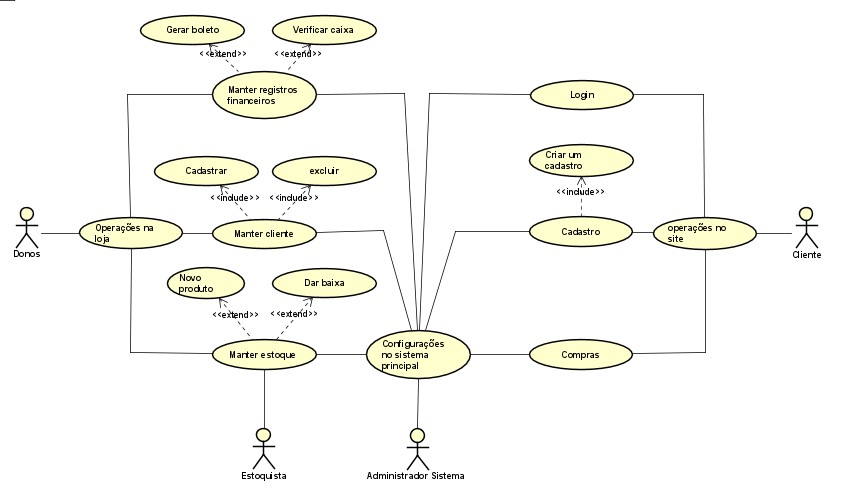 Gerar boleto
Verificar caixa
<<extend>>
<<extend>>
Manter registros
financeiros
Login
Criar um
cadastro
Cadastrar
excluir
<<include>>
<<include>>
<<include>>
Operações na
loja
Manter cliente
Cadastro
operações no
site
Donos
Cliente
Novo
produto
Dar baixa
<<extend>>
<<extend>>
Manter estoque
Configurações
no sistema
principal
Compras
Estoquista
Administrador Sistema